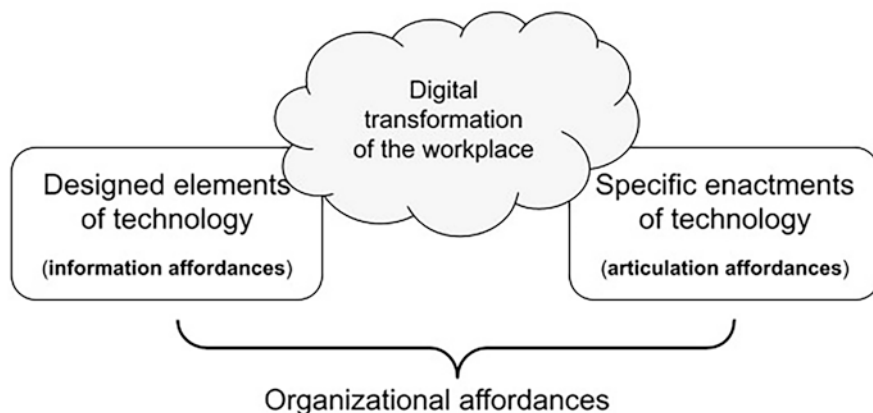 Digital
transformation
of the workplace
Designed elements
of technology
(information affordances)
Specific enactments
of technology
(articulation affordances)
Organizational affordances